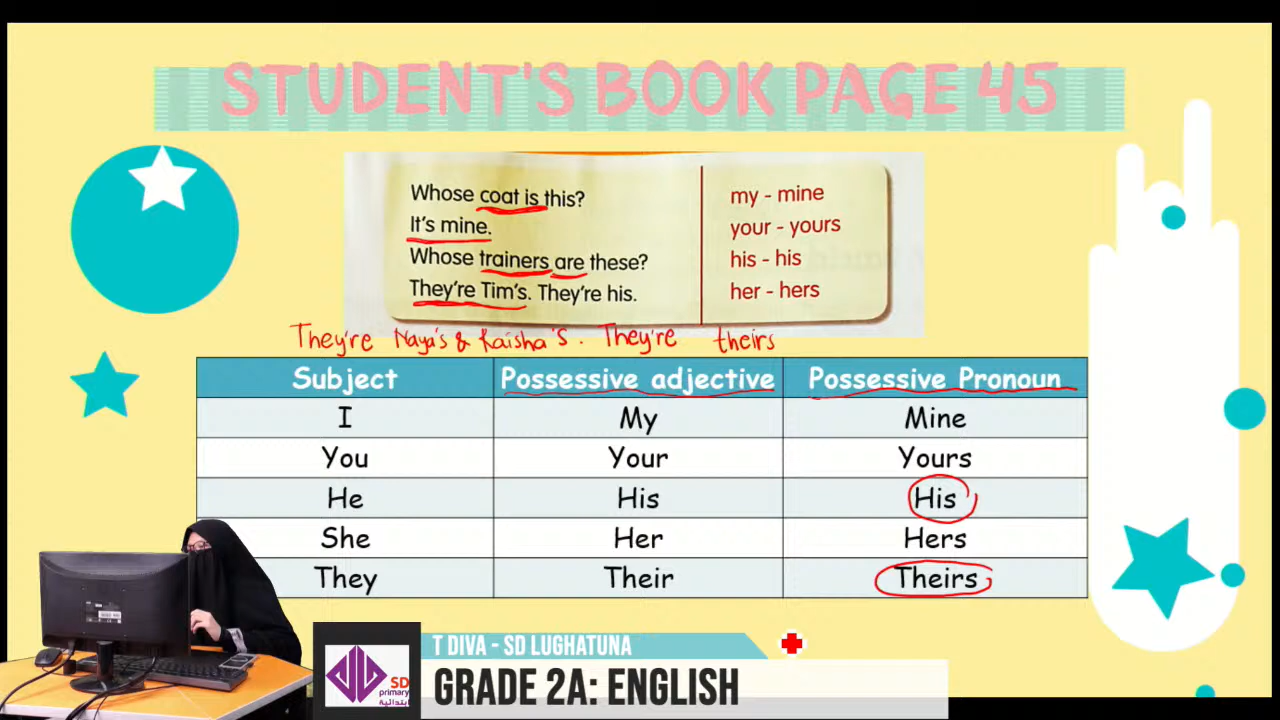 STUDENT'S BOOK PAGE 45
Whose coat is this?
It's mine.
Whose trainers are these?
They're Tim's. They're his.
my - mine
your - yours
his - his
her - hers
They're Naya's & Raisha's. They're theirs
Subject Possessive adjective Possessive Pronoun
I My Mine
You Your Yours
He His His
She Her Hers
They Their Theirs
SD
primary
ابتدائية
T DIVA - SD LUGHATUNA
GRADE 2A: ENGLISH